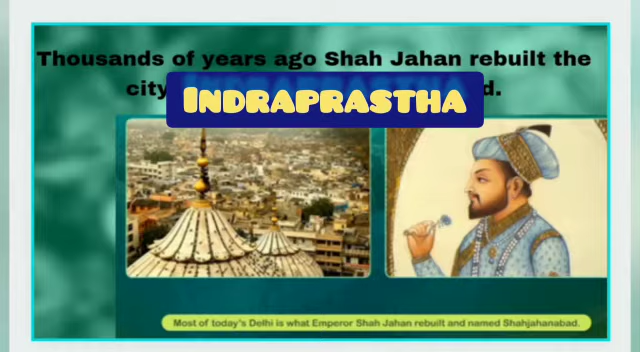 Thousands of years ago Shah Jahan rebuilt the
city d.
INDRAPRASTHA
Most of today's Delhi is what Emperor Shah Jahan rebuilt and named Shahjahanabad.